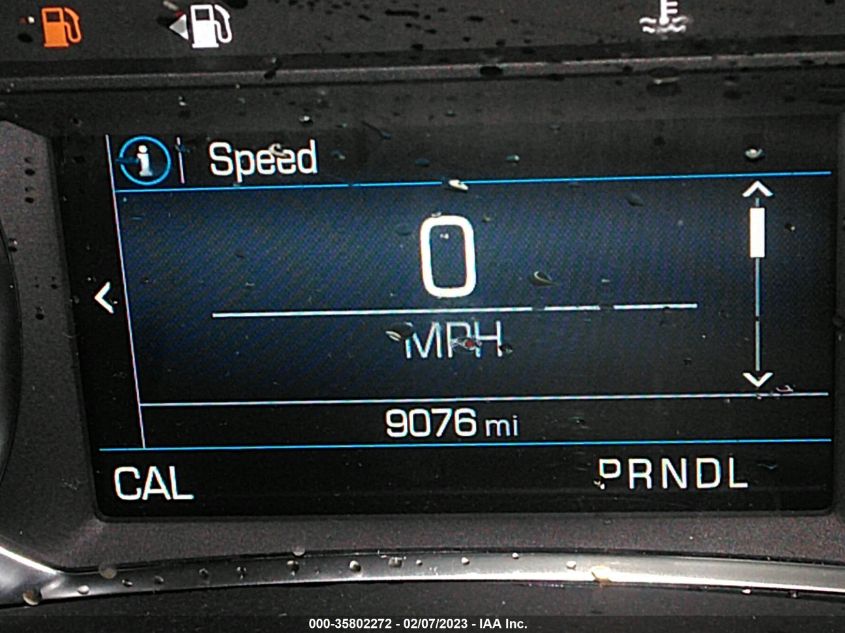 E
Speed
0
MPH
9076 mi
CAL PRNDL
000-35802272 - 02/07/2023 - IAA Inc.